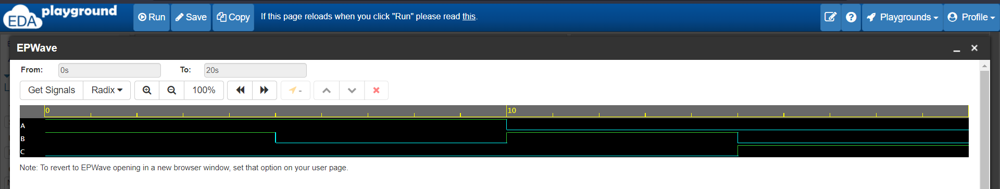 EDA playground
Run Save Copy If this page reloads when you click "Run" please read this. Playgrounds Profile
EPWave
From: 0s To: 20s
Get Signals Radix 100% -
0 10
A
B
C
Note: To revert to EPWave opening in a new browser window, set that option on your user page.